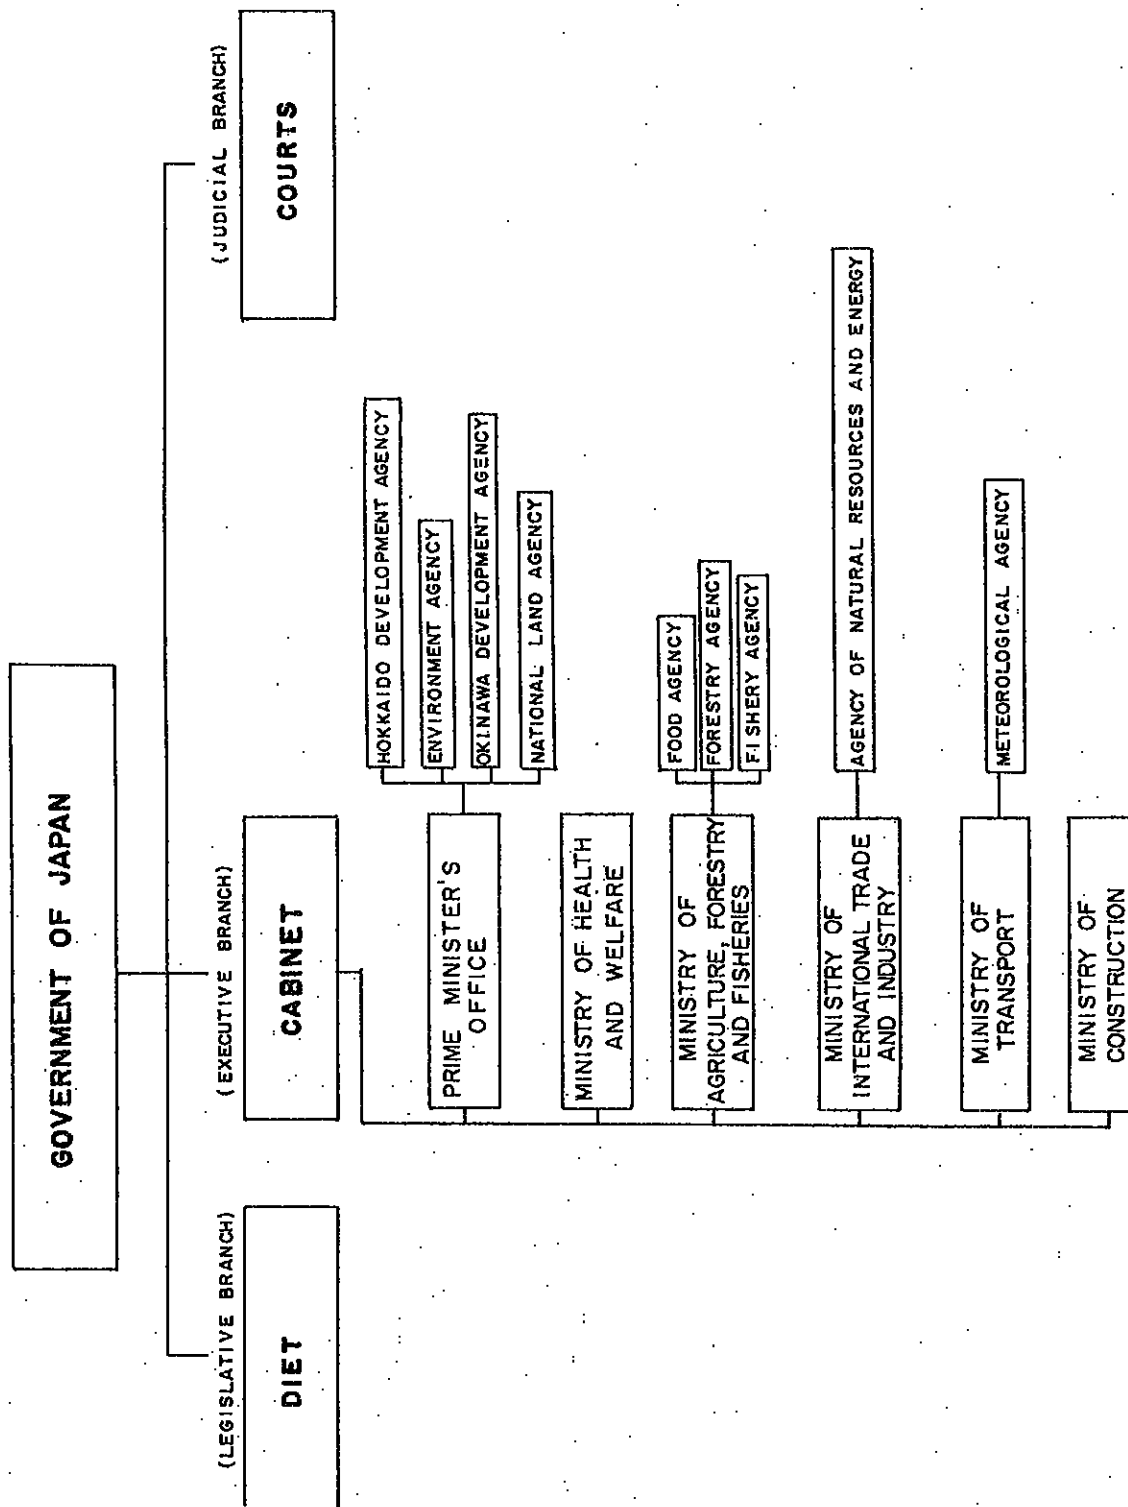 GOVERNMENT OF JAPAN
(LEGISLATIVE BRANCH)
DIET
(EXECUTIVE BRANCH)
CABINET
(JUDICIAL BRANCH)
COURTS
PRIME MINISTER'S
OFFICE
HOKKAIDO DEVELOPMENT AGENCY
ENVIRONMENT AGENCY
OKINAWA DEVELOPMENT AGENCY
NATIONAL LAND AGENCY
MINISTRY OF HEALTH
AND WELFARE
MINISTRY OF
AGRICULTURE, FORESTRY
AND FISHERIES
FOOD AGENCY
FORESTRY AGENCY
FISHERY AGENCY
MINISTRY OF
INTERNATIONAL TRADE
AND INDUSTRY
AGENCY OF NATURAL RESOURCES AND ENERGY
MINISTRY OF
TRANSPORT
METEOROLOGICAL AGENCY
MINISTRY OF
CONSTRUCTION